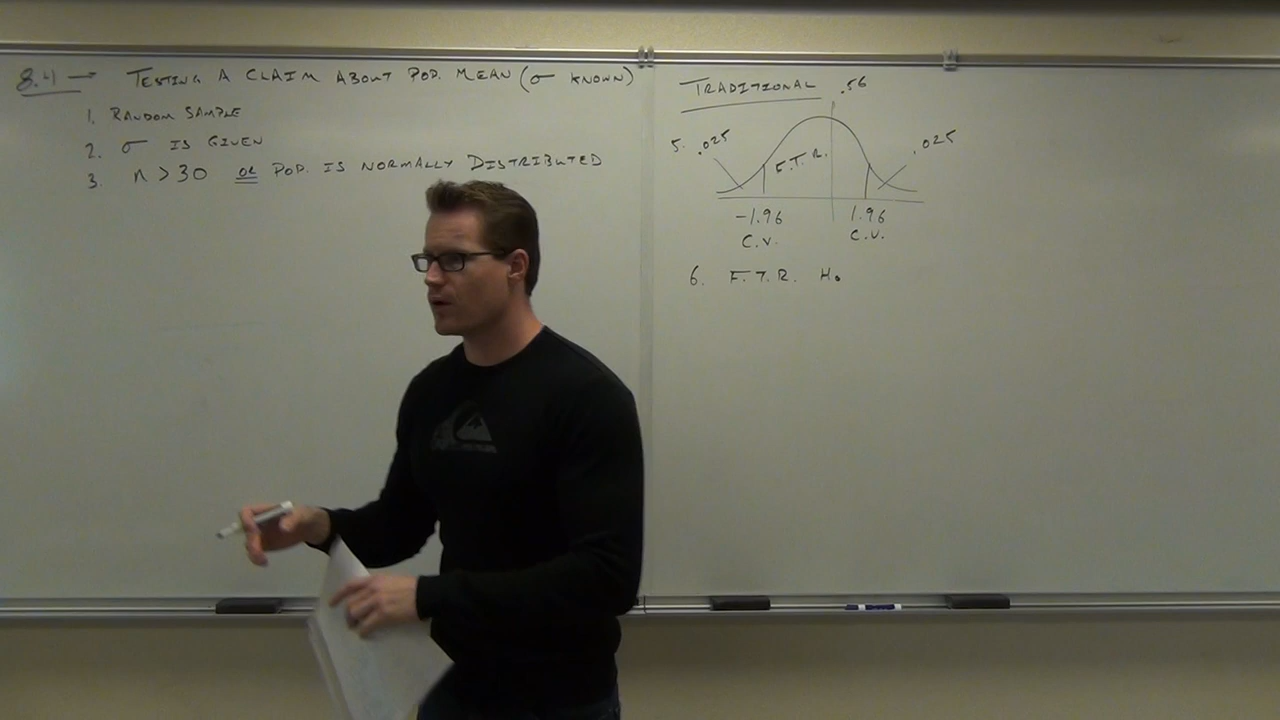 8.4 → TESTING A CLAIM ABOUT POP. MEAN (σ KNOWN)
1. RANDOM SAMPLE
2. σ IS GIVEN
3. n > 30 OR POP. IS NORMALLY DISTRIBUTED
TRADITIONAL .56
5. .025 F.T.R. .025
-1.96 1.96
C.V. C.V.
6. F.T.R. H₀